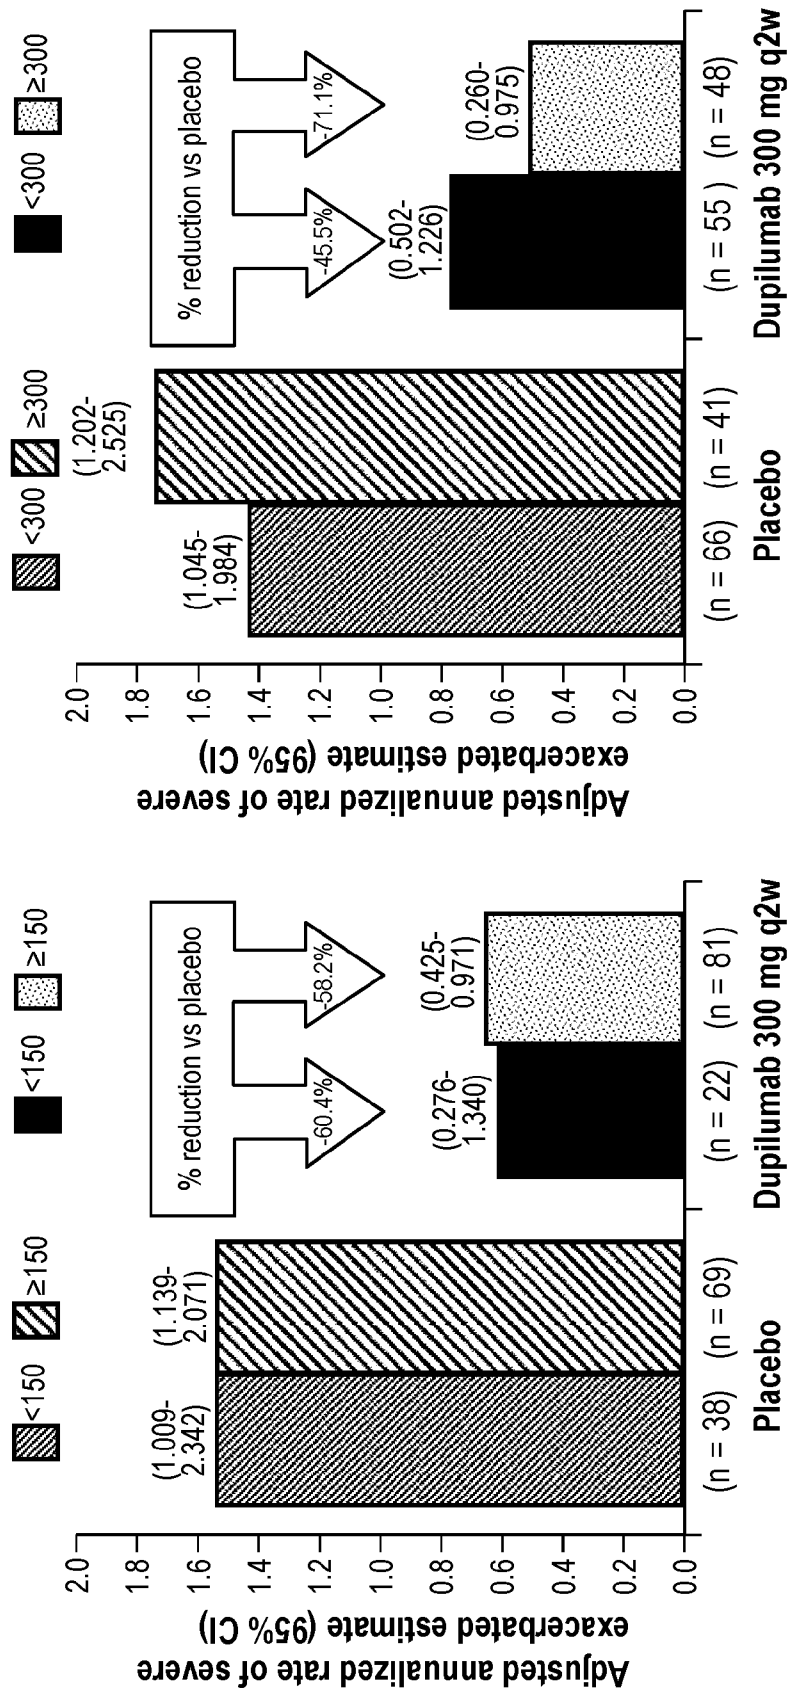 <150
≥150
<150
≥150
Adjusted annualized rate of severe
exacerbated estimate (95% CI)
2.0
1.8
1.6
1.4
1.2
1.0
0.8
0.6
0.4
0.2
0.0
(1.009-
2.342)
(1.139-
2.071)
% reduction vs placebo
-60.4%
-58.2%
(0.276-
1.340)
(0.425-
0.971)
(n = 38)
(n = 69)
(n = 22)
(n = 81)
Placebo
Dupilumab 300 mg q2w
<300
≥300
<300
≥300
Adjusted annualized rate of severe
exacerbated estimate (95% CI)
2.0
1.8
1.6
1.4
1.2
1.0
0.8
0.6
0.4
0.2
0.0
(1.045-
1.984)
(1.202-
2.525)
% reduction vs placebo
-45.5%
-71.1%
(0.502-
1.226)
(0.260-
0.975)
(n = 66)
(n = 41)
(n = 55 )
(n = 48)
Placebo
Dupilumab 300 mg q2w